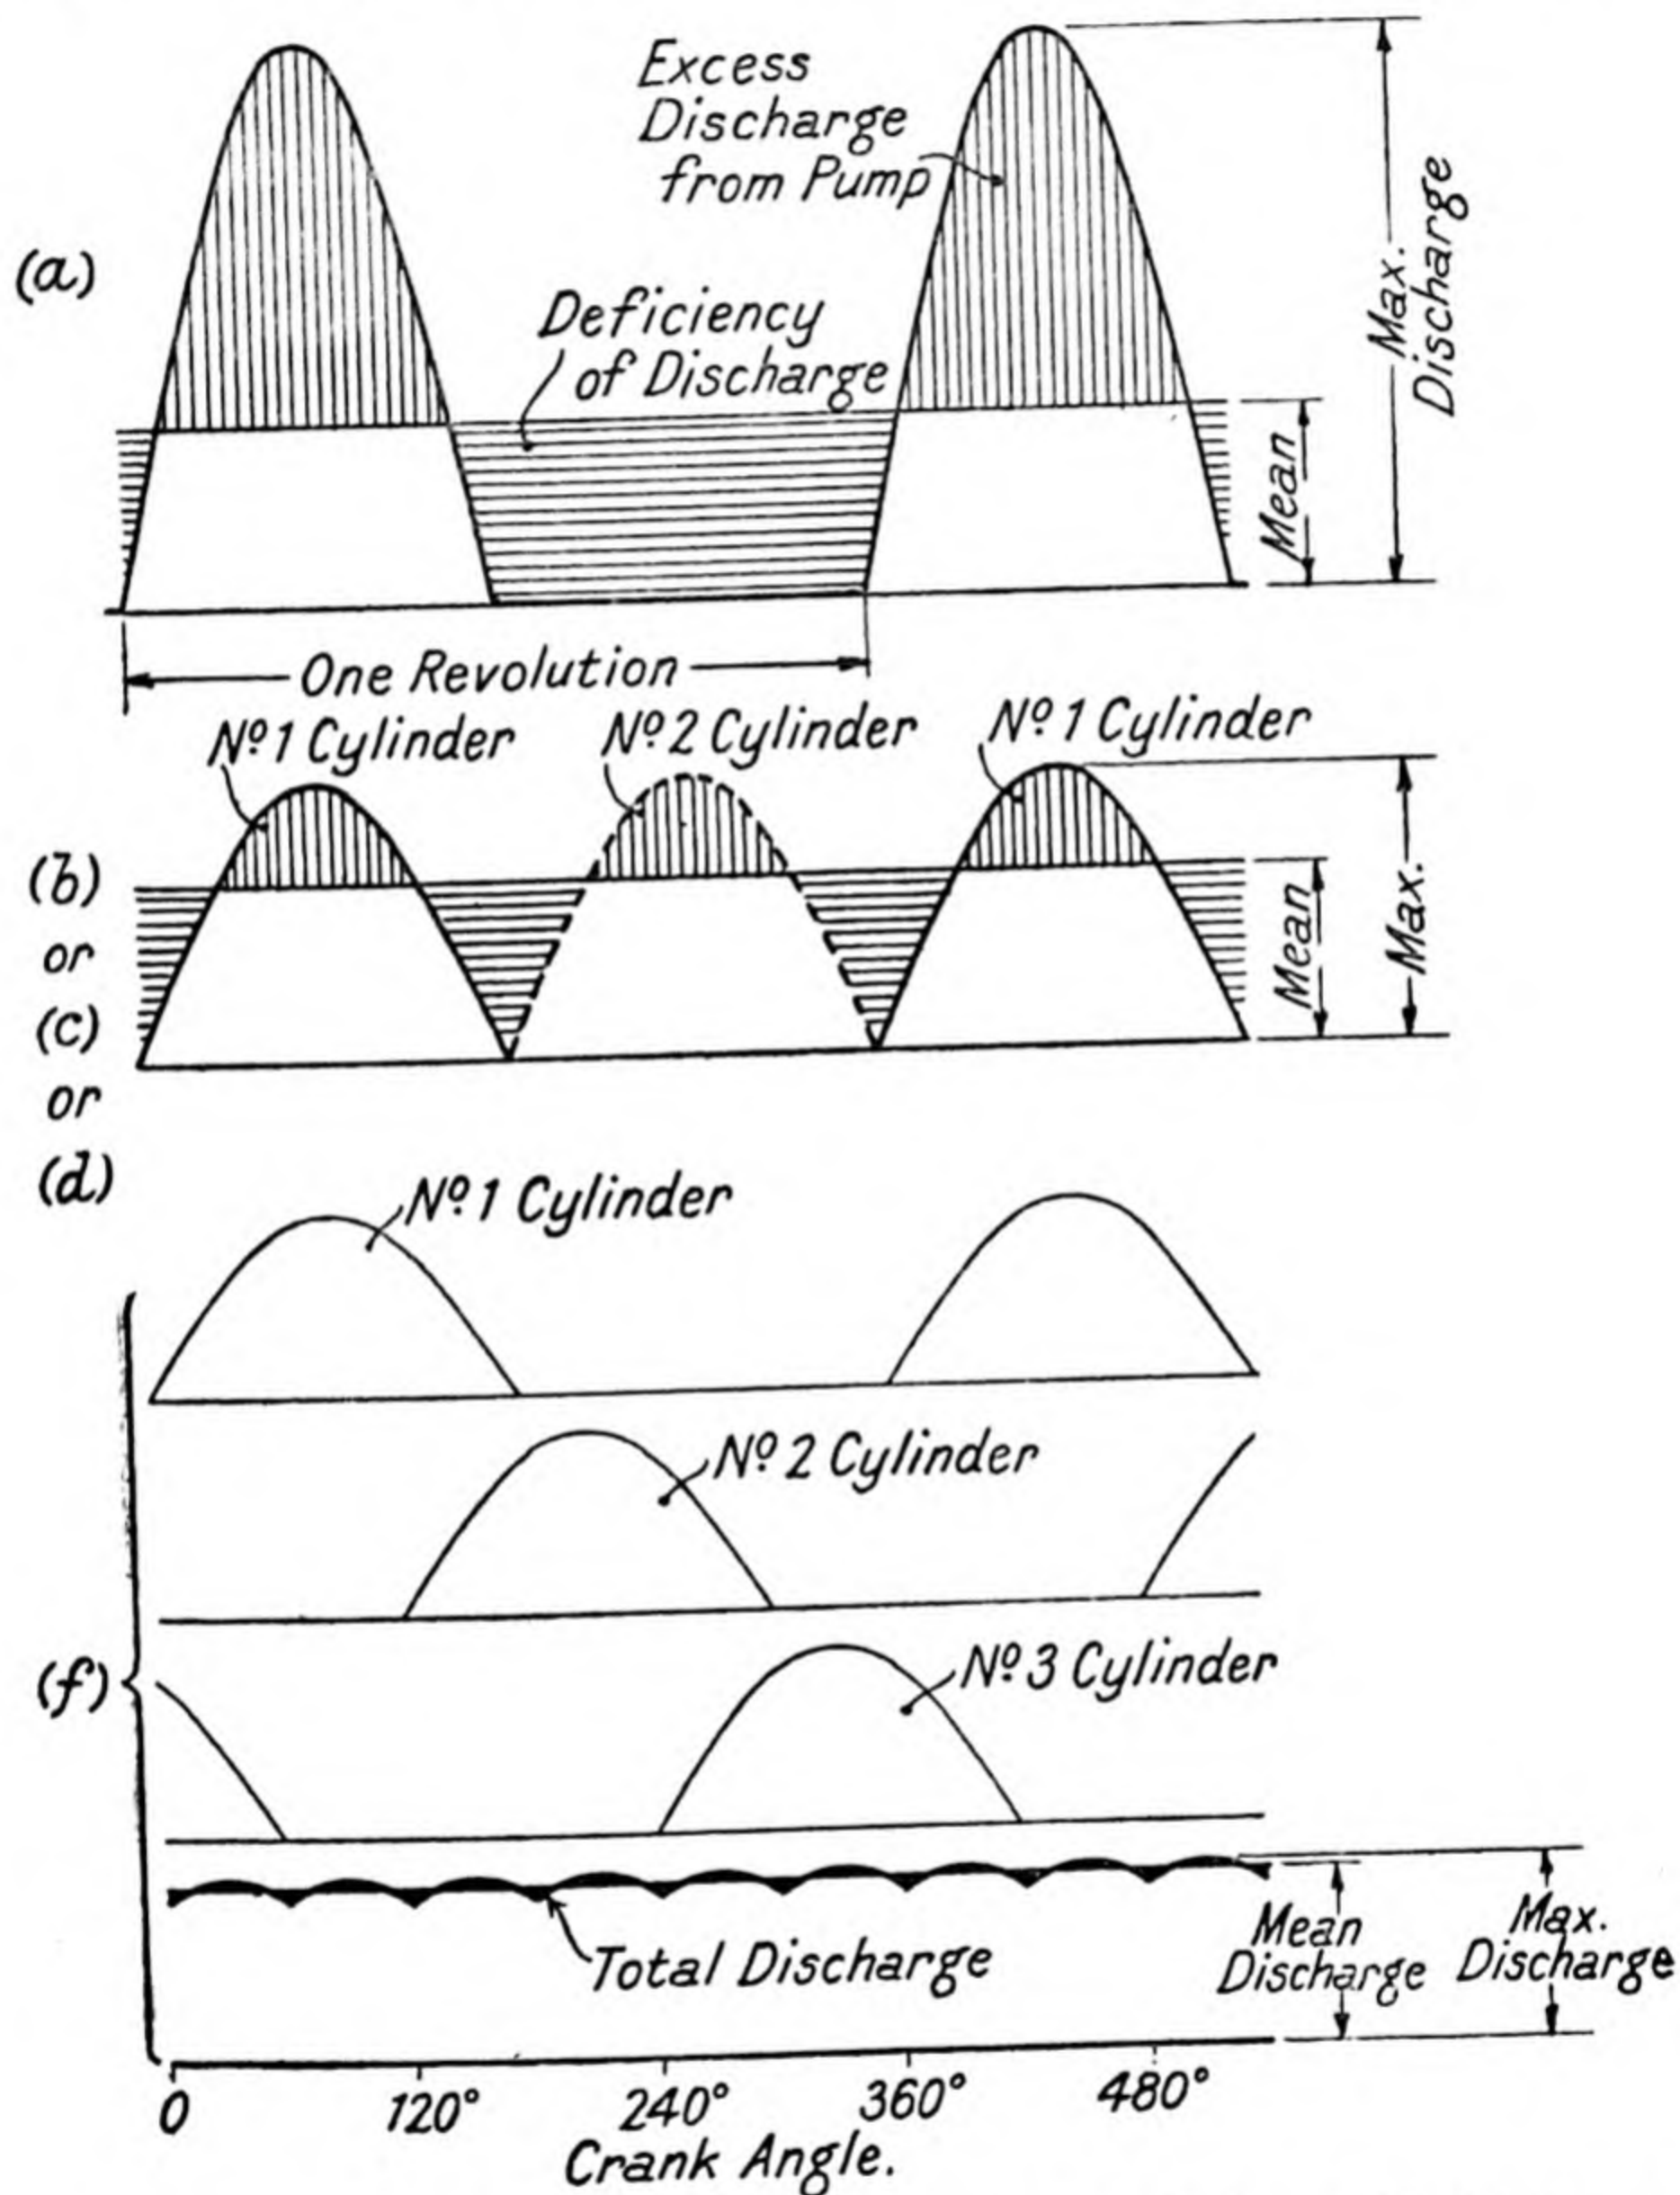 Excess
Discharge
from Pump
(a)
Deficiency
of Discharge
Max.
Discharge
Mean
One Revolution
Nº 1 Cylinder
Nº 2 Cylinder
Nº 1 Cylinder
(b)
or
(c)
or
(d)
Mean
Max.
Nº 1 Cylinder
Nº 2 Cylinder
(f)
Nº 3 Cylinder
Total Discharge
Mean
Discharge
Max.
Discharge
0 120° 240° 360° 480°
Crank Angle.